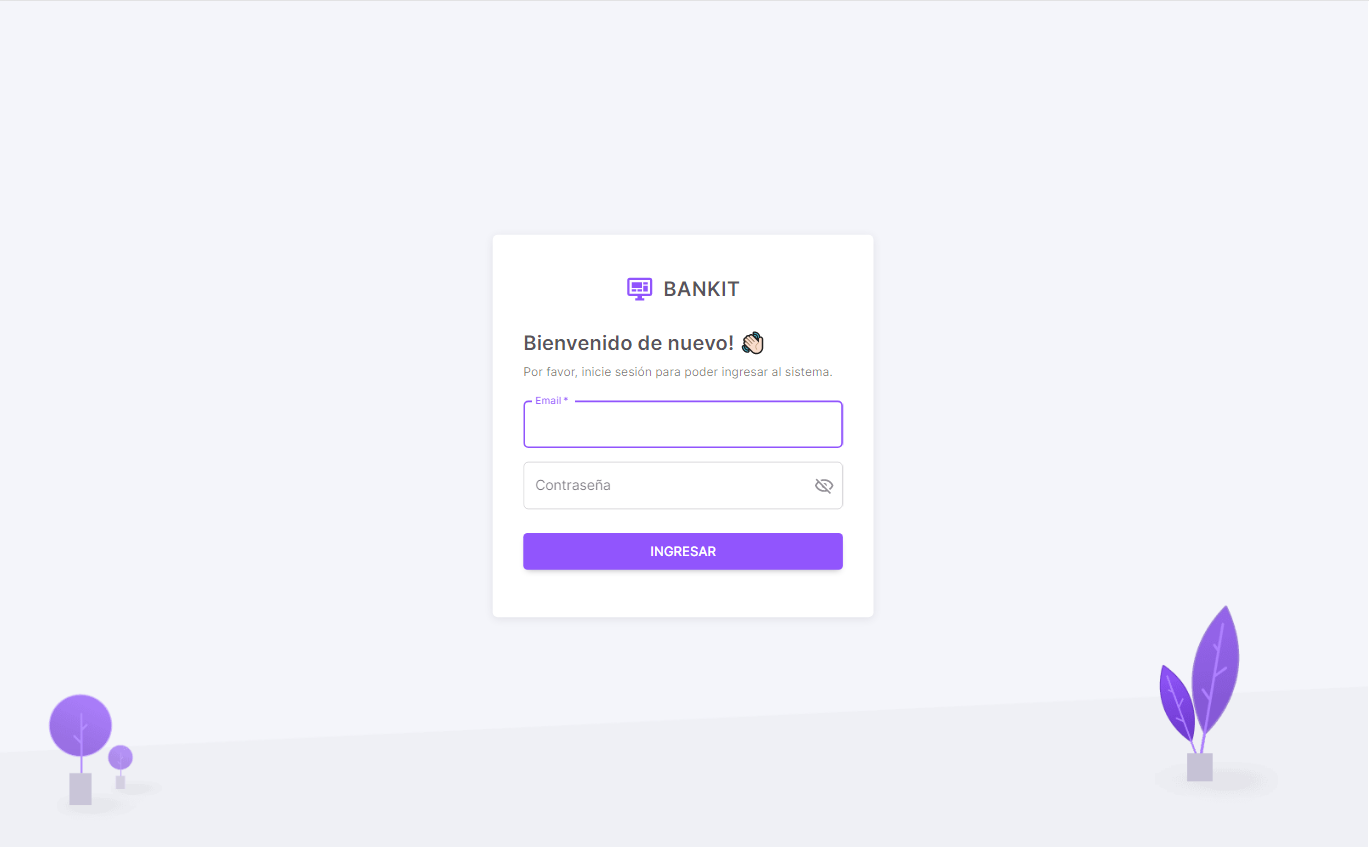 BANKIT
Bienvenido de nuevo! 👋🏻
Por favor, inicie sesión para poder ingresar al sistema.
Email *
Contraseña
INGRESAR